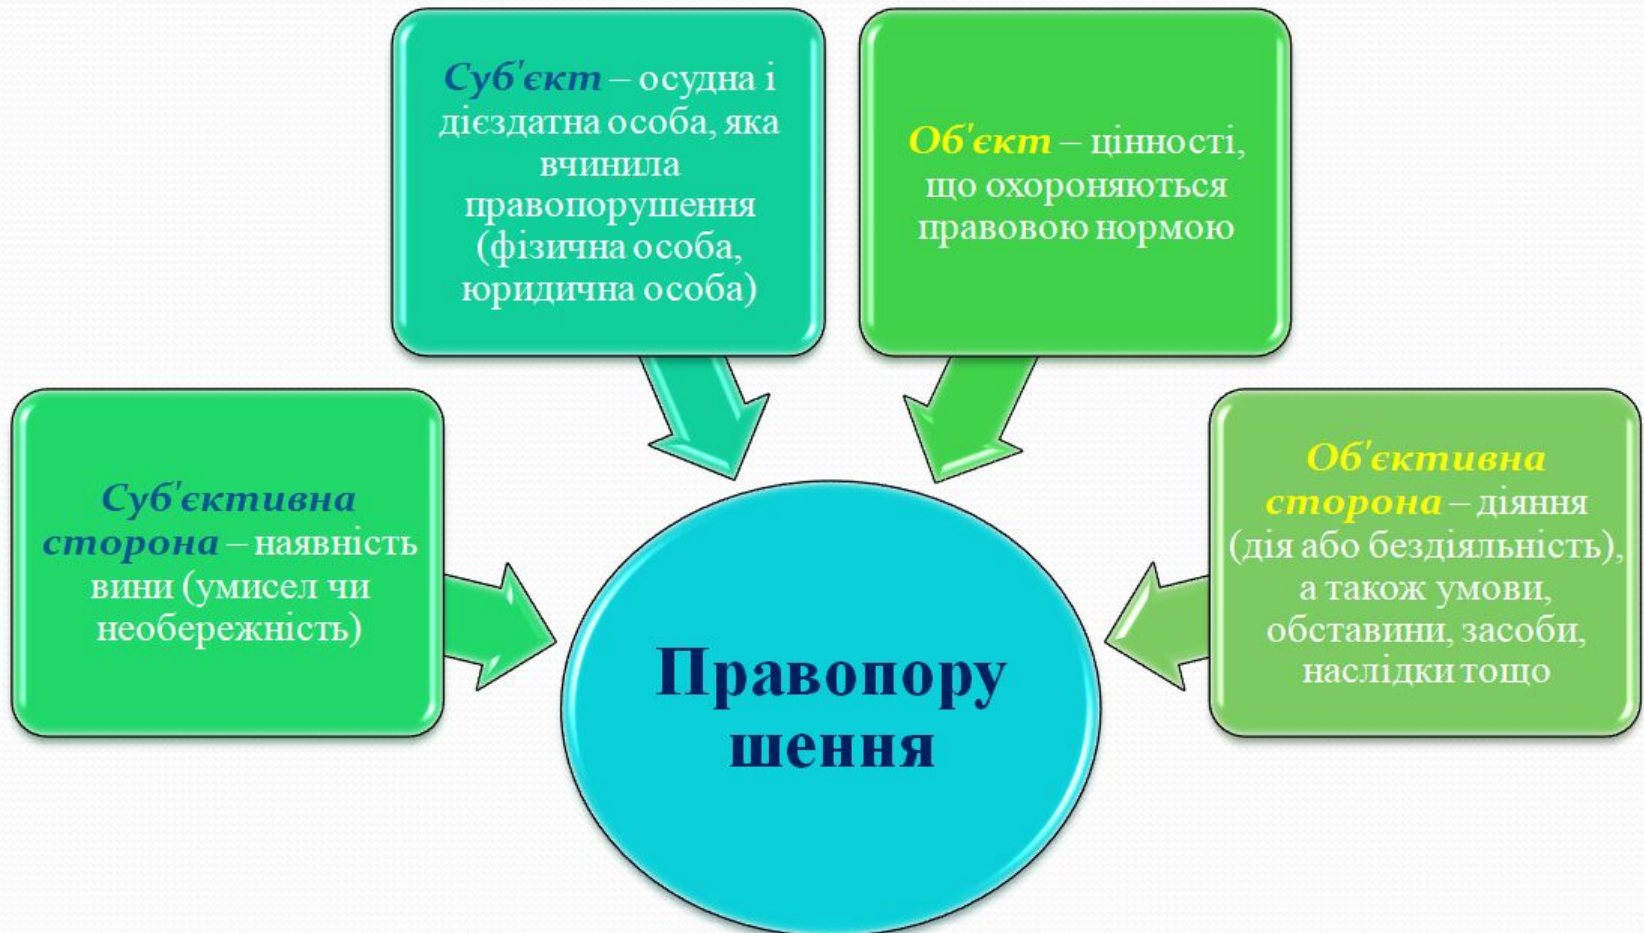 Суб'єкт – осудна і
дієздатна особа, яка
вчинила
правопорушення
(фізична особа,
юридична особа)
Об'єкт – цінності,
що охороняються
правовою нормою
Суб'єктивна
сторона – наявність
вини (умисел чи
необережність)
Об'єктивна
сторона – діяння
(дія або бездіяльність),
а також умови,
обставини, засоби,
наслідки тощо
Правопору
шення